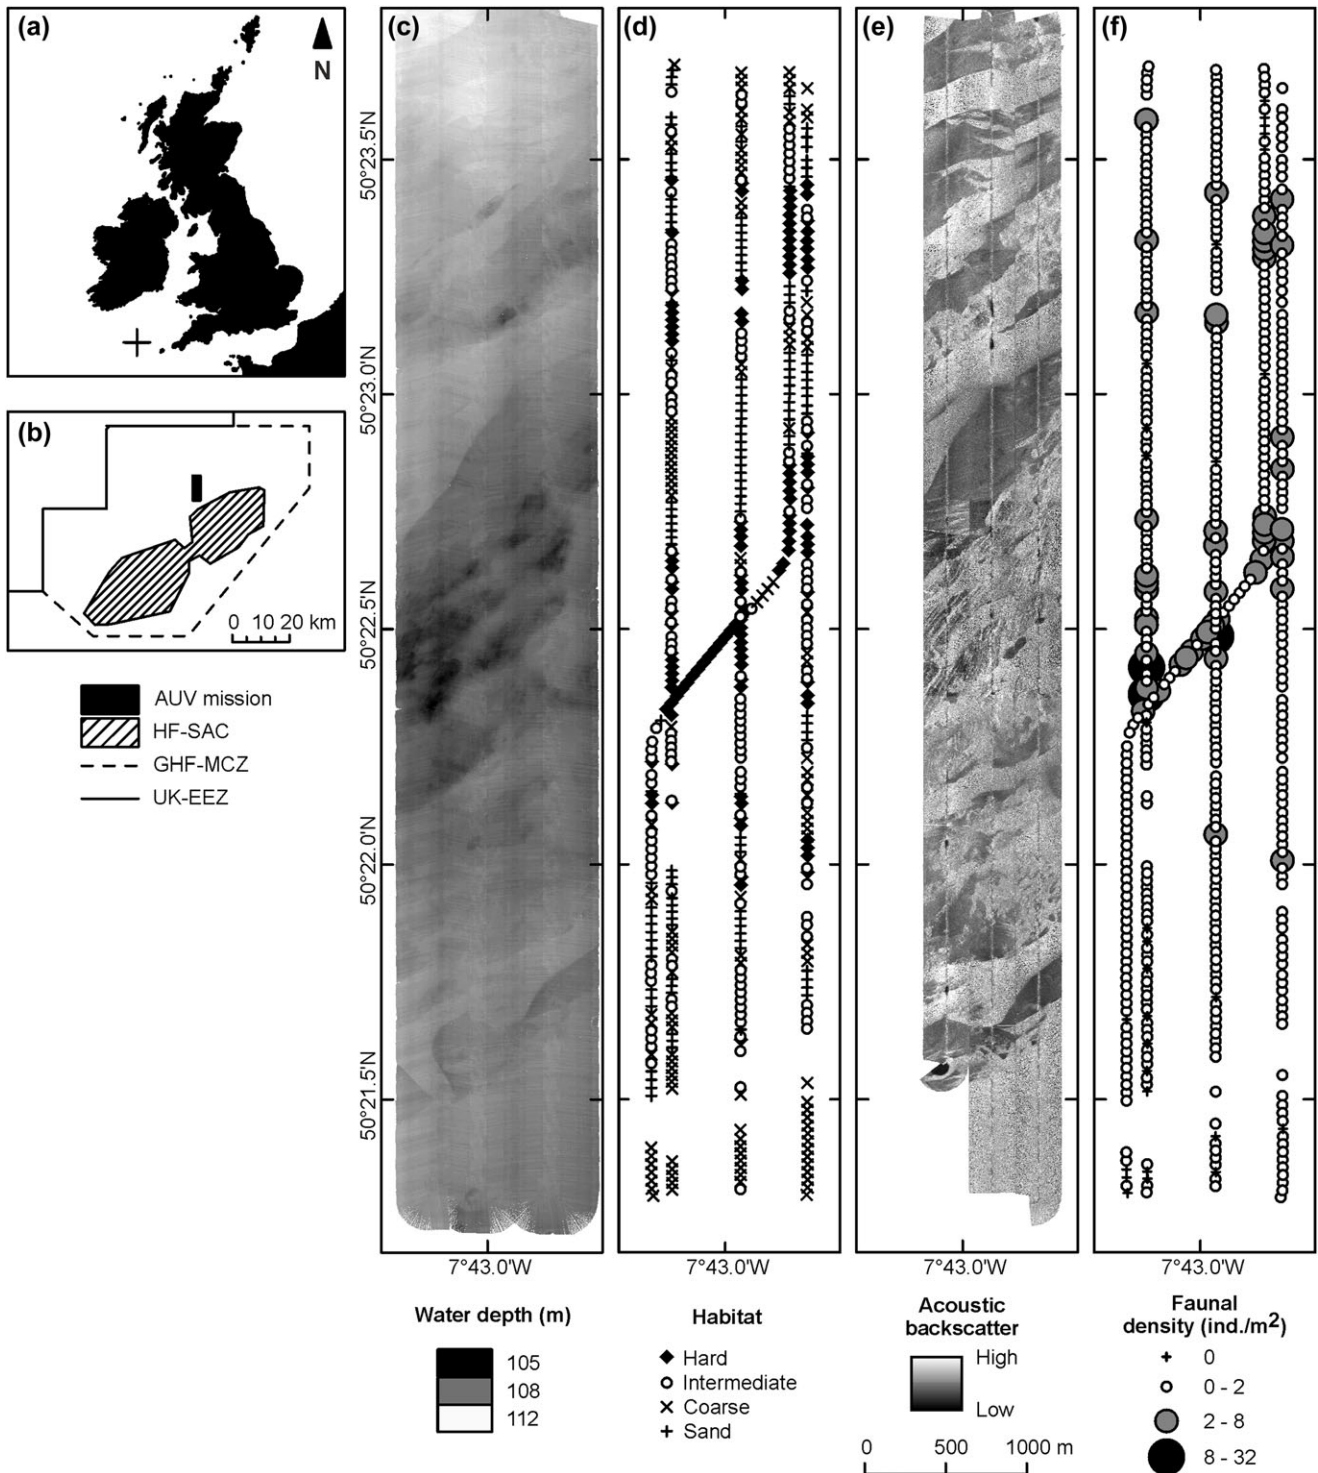 (a)
N
(b)
0 10 20 km
AUV mission
HF-SAC
GHF-MCZ
UK-EEZ
(c)
50°23.5'N
50°23.0'N
50°22.5'N
50°22.0'N
50°21.5'N
7°43.0'W
Water depth (m)
105
108
112
(d)
7°43.0'W
Habitat
Hard
Intermediate
Coarse
Sand
(e)
7°43.0'W
Acoustic
backscatter
High
Low
0 500 1000 m
(f)
7°43.0'W
Faunal
density (ind./m²)
0
0 - 2
2 - 8
8 - 32